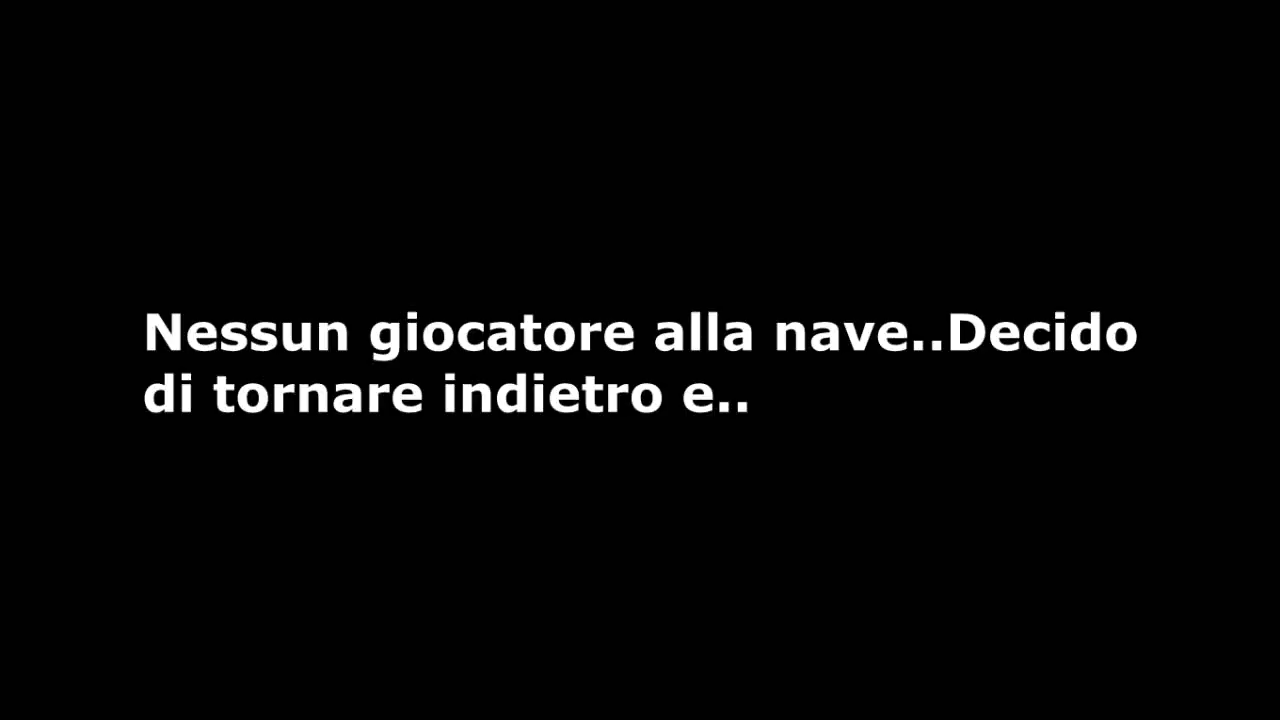 Nessun giocatore alla nave..Decido
di tornare indietro e..